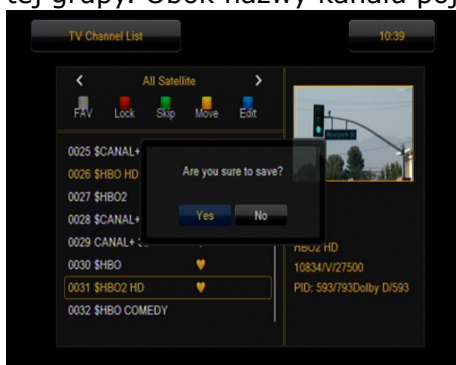 tej grupy. Obok nazwy kanału poj
TV Channel List
10:39
All Satellite
FAV Lock Skip Move Edit
0025 $CANAL+
0026 $HBO HD
0027 $HBO2
0028 $CANAL+
0029 CANAL+
0030 $HBO
0031 $HBO2 HD
0032 $HBO COMEDY
Are you sure to save?
Yes No
HBO2 HD
10834/V/27500
PID: 593/793Dolby D/593